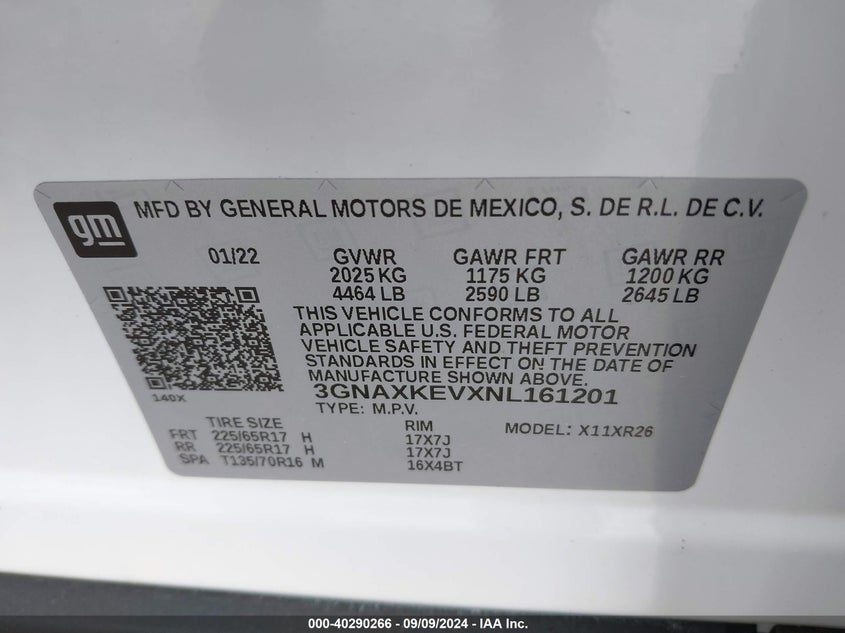 gm
MFD BY GENERAL MOTORS DE MEXICO, S. DE R.L. DE C.V.
01/22 GVWR GAWR FRT GAWR RR
2025 KG 1175 KG 1200 KG
4464 LB 2590 LB 2645 LB
THIS VEHICLE CONFORMS TO ALL
APPLICABLE U.S. FEDERAL MOTOR
VEHICLE SAFETY AND THEFT PREVENTION
STANDARDS IN EFFECT ON THE DATE OF
MANUFACTURE SHOWN ABOVE.
140X
3GNAXKEVXNL161201
TYPE: M.P.V.
TIRE SIZE RIM MODEL: X11XR26
FRT 225/65R17 H 17X7J
RR 225/65R17 H 17X7J
SPA T135/70R16 M 16X4BT
000-40290266 - 09/09/2024 - © IAA Inc.